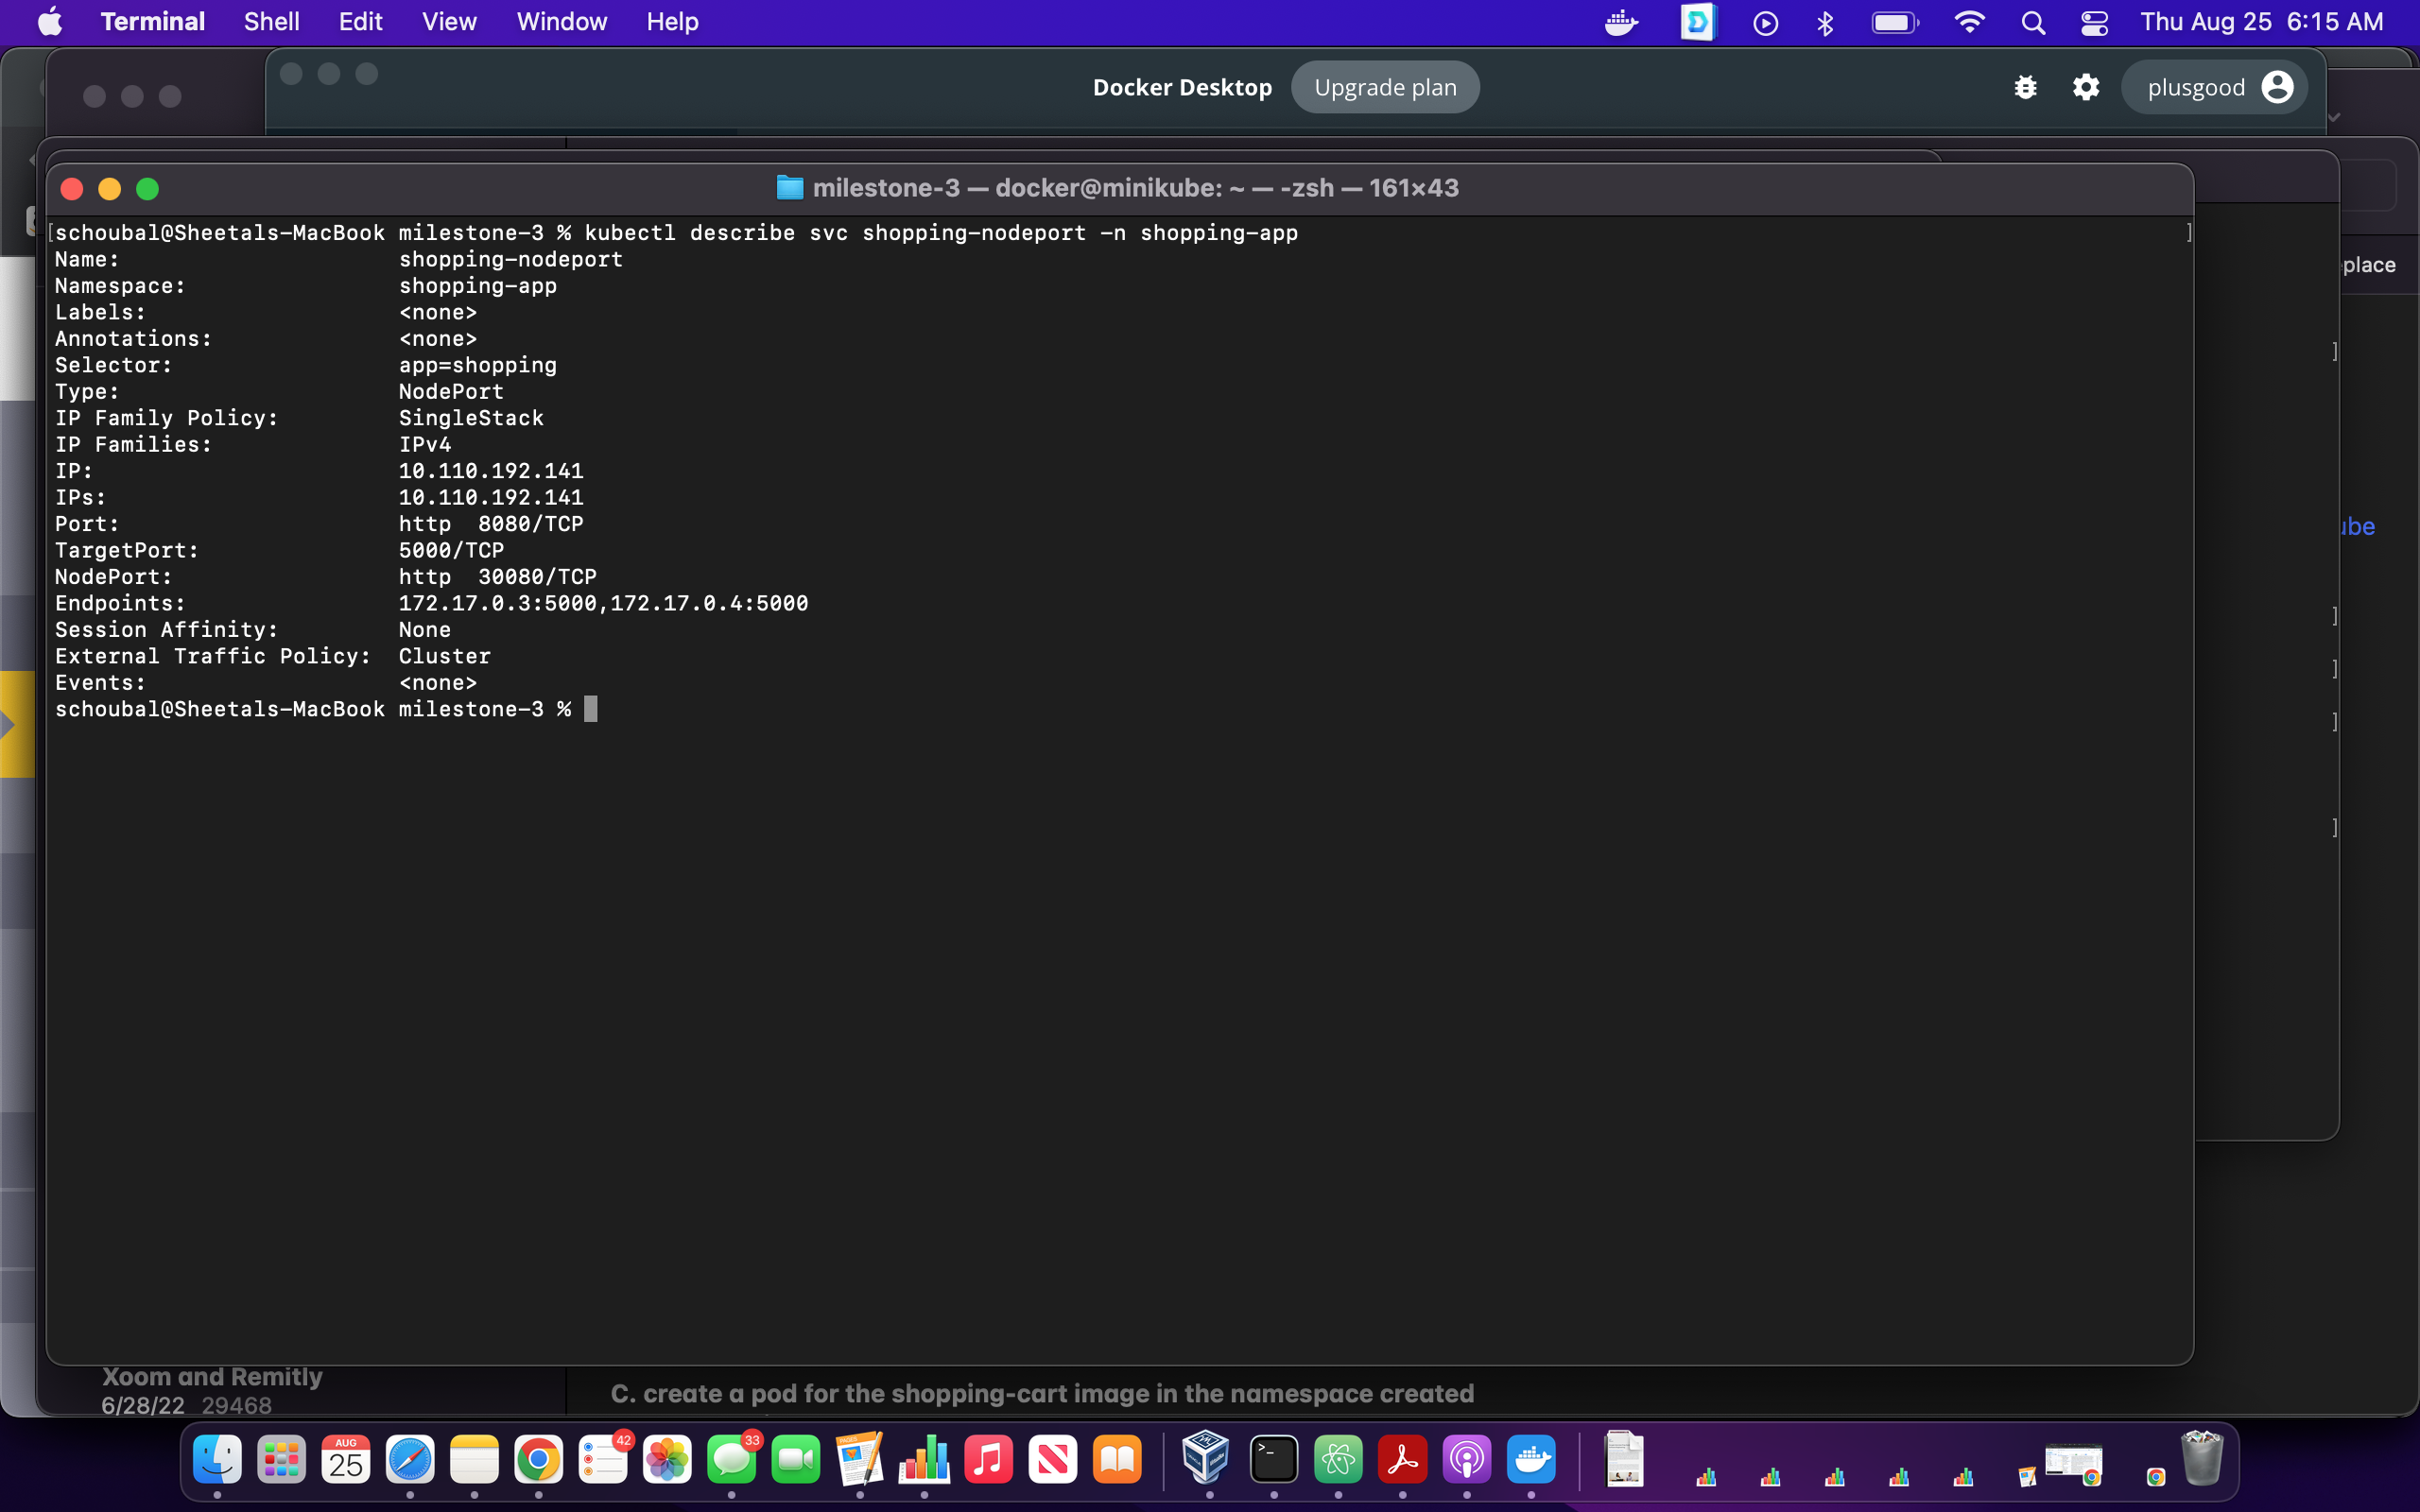 Terminal Shell Edit View Window Help Thu Aug 25 6:15 AM
Docker Desktop Upgrade plan plusgood
milestone-3 — docker@minikube: ~ — -zsh — 161×43
[schoubal@Sheetals-MacBook milestone-3 % kubectl describe svc shopping-nodeport -n shopping-app ]
Name: shopping-nodeport
place
Namespace: shopping-app
Labels: <none>
Annotations: <none>
Selector: app=shopping
Type: NodePort
IP Family Policy: SingleStack
IP Families: IPv4
IP: 10.110.192.141
IPs: 10.110.192.141
Port: http 8080/TCP
TargetPort: 5000/TCP
NodePort: http 30080/TCP
Endpoints: 172.17.0.3:5000,172.17.0.4:5000
Session Affinity: None
External Traffic Policy: Cluster
Events: <none>
schoubal@Sheetals-MacBook milestone-3 %
Xoom and Remitly
6/28/22 29468
C. create a pod for the shopping-cart image in the namespace created
AUG
25
42
33